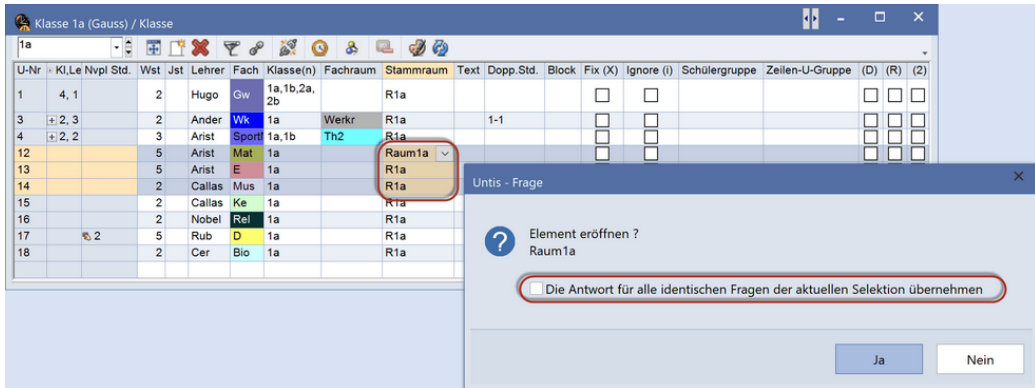 Klasse 1a (Gauss) / Klasse
1a
U-Nr Kl,Le Nvpl Std. Wst Jst Lehrer Fach Klasse(n) Fachraum Stammraum Text Dopp.Std. Block Fix (X) Ignore (i) Schülergruppe Zeilen-U-Gruppe (D) (R) (2)
1 4, 1 2 Hugo Gw 1a,1b,2a, R1a
2b
3 2, 3 2 Ander Wk 1a Werkr R1a 1-1
4 2, 2 3 Arist Sportl 1a,1b Th2 R1a
12 5 Arist Mat 1a Raum1a
13 5 Arist E 1a R1a
14 2 Callas Mus 1a R1a
15 2 Callas Ke 1a R1a
16 2 Nobel Rel 1a R1a
17 2 5 Rub D 1a R1a
18 2 Cer Bio 1a R1a
Untis - Frage
Element eröffnen ?
Raum1a
Die Antwort für alle identischen Fragen der aktuellen Selektion übernehmen
Ja Nein